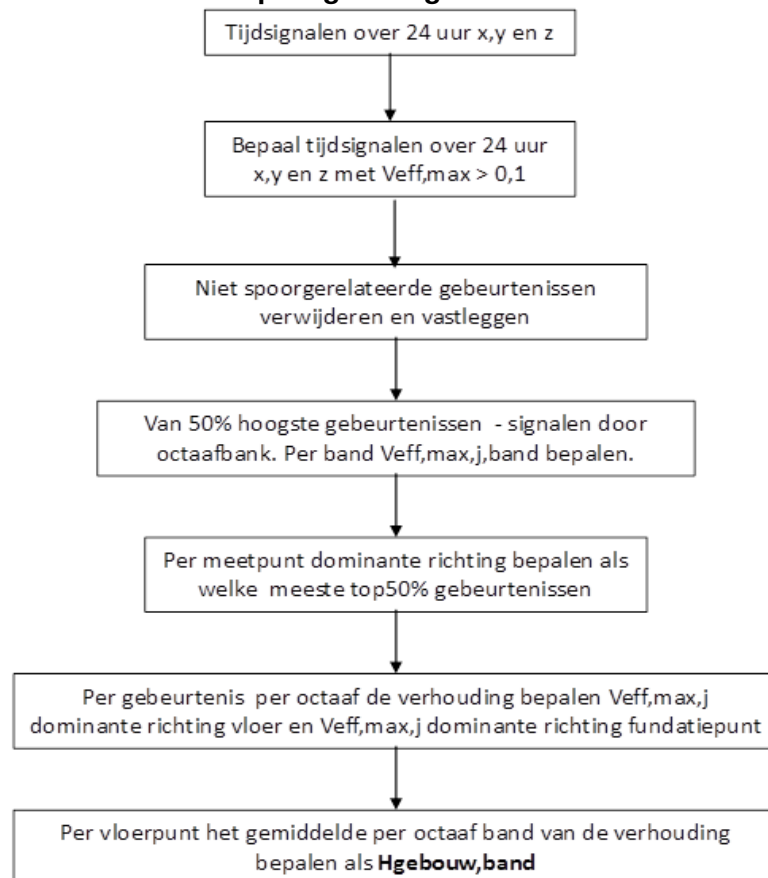 Tijdsignalen over 24 uur x,y en z
Bepaal tijdsignalen over 24 uur
x,y en z met Veff,max > 0,1
Niet spoorgerelateerde gebeurtenissen
verwijderen en vastleggen
Van 50% hoogste gebeurtenissen - signalen door
octaafbank. Per band Veff,max,j,band bepalen.
Per meetpunt dominante richting bepalen als
welke meeste top50% gebeurtenissen
Per gebeurtenis per octaaf de verhouding bepalen Veff,max,j
dominante richting vloer en Veff,max,j dominante richting fundatiepunt
Per vloerpunt het gemiddelde per octaaf band van de verhouding
bepalen als Hgebouw,band